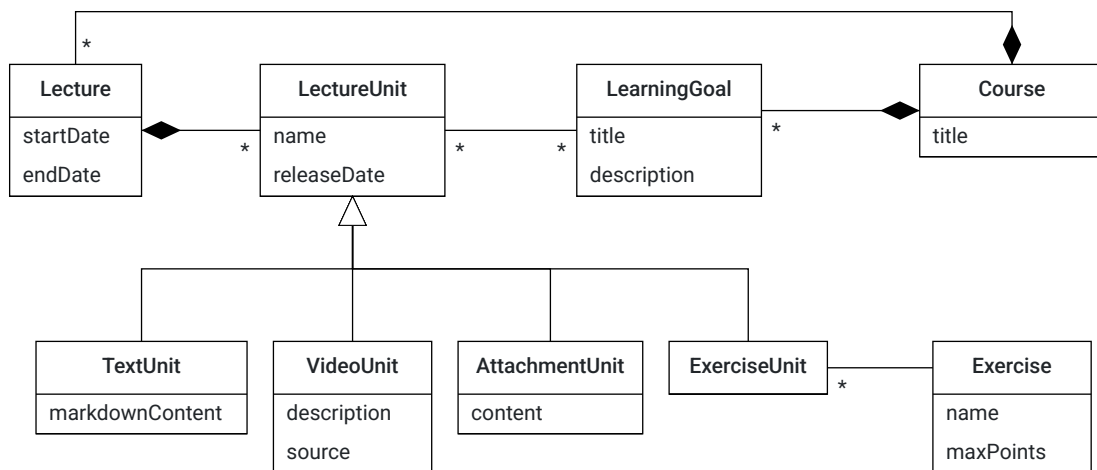 *
Lecture
startDate
endDate
*
LectureUnit
name
releaseDate
*
*
LearningGoal
title
description
*
Course
title
TextUnit
markdownContent
VideoUnit
description
source
AttachmentUnit
content
ExerciseUnit
*
Exercise
name
maxPoints